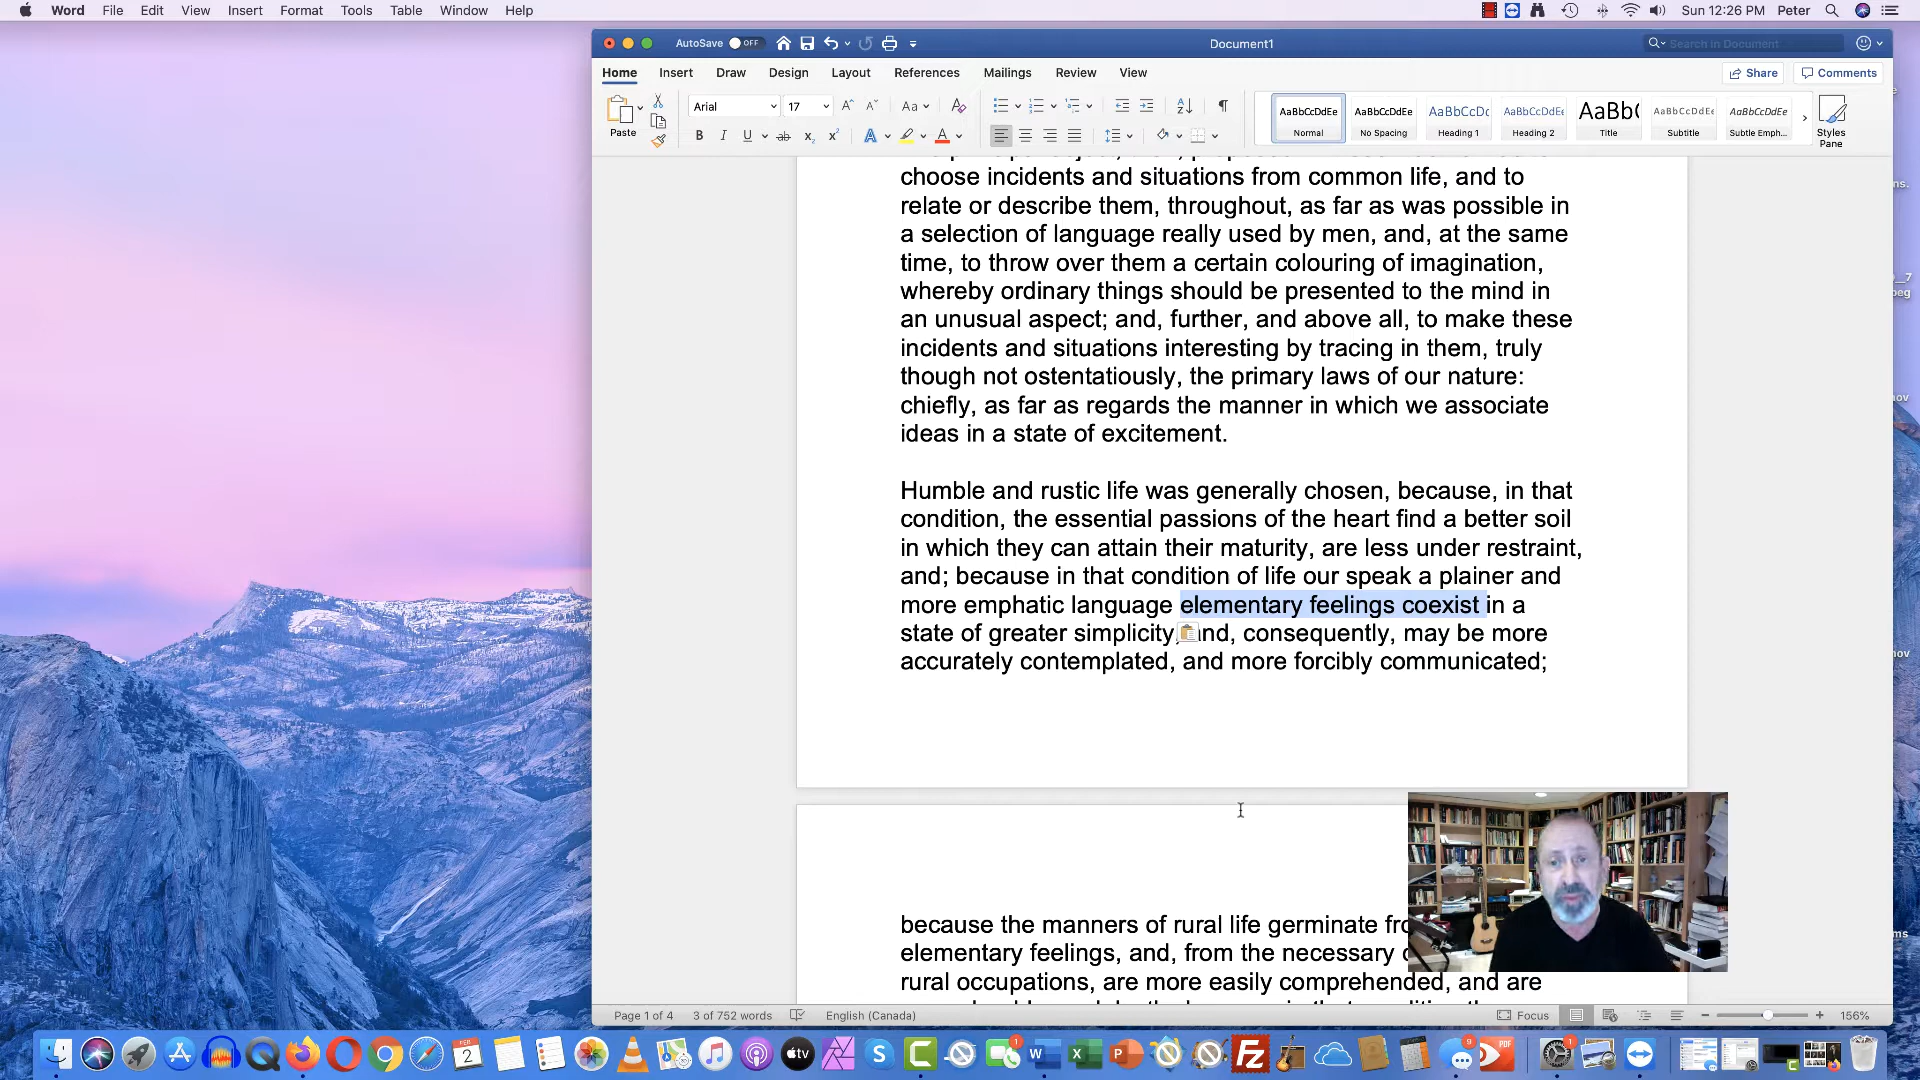 Word File Edit View Insert Format Tools Table Window Help Sun 12:26 PM Peter
AutoSave OFF Document1 Search in Document
Home Insert Draw Design Layout References Mailings Review View Share Comments
Paste Arial 17 Aa
AaBbCcDdEe AaBbCcDdEe AaBbCcDc AaBbCcDdEe AaBb( AaBbCcDdEe AaBbCcDdEe
Normal No Spacing Heading 1 Heading 2 Title Subtitle Subtle Emph... Styles Pane
choose incidents and situations from common life, and to
relate or describe them, throughout, as far as was possible in
a selection of language really used by men, and, at the same
time, to throw over them a certain colouring of imagination,
whereby ordinary things should be presented to the mind in
an unusual aspect; and, further, and above all, to make these
incidents and situations interesting by tracing in them, truly
though not ostentatiously, the primary laws of our nature:
chiefly, as far as regards the manner in which we associate
ideas in a state of excitement.
Humble and rustic life was generally chosen, because, in that
condition, the essential passions of the heart find a better soil
in which they can attain their maturity, are less under restraint,
and; because in that condition of life our speak a plainer and
more emphatic language elementary feelings coexist in a
state of greater simplicity, and, consequently, may be more
accurately contemplated, and more forcibly communicated;
because the manners of rural life germinate
elementary feelings, and, from the necessary
rural occupations, are more easily comprehended, and are
Page 1 of 4 3 of 752 words English (Canada) Focus 156%